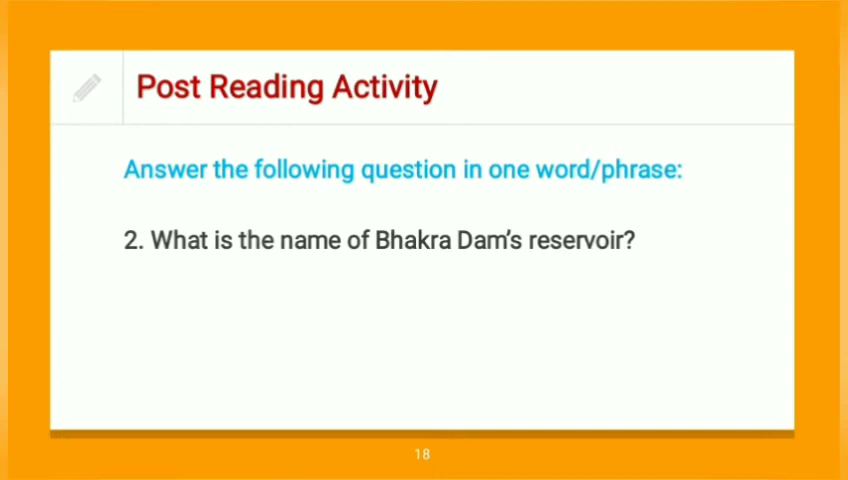 Post Reading Activity
Answer the following question in one word/phrase:
2. What is the name of Bhakra Dam's reservoir?
18